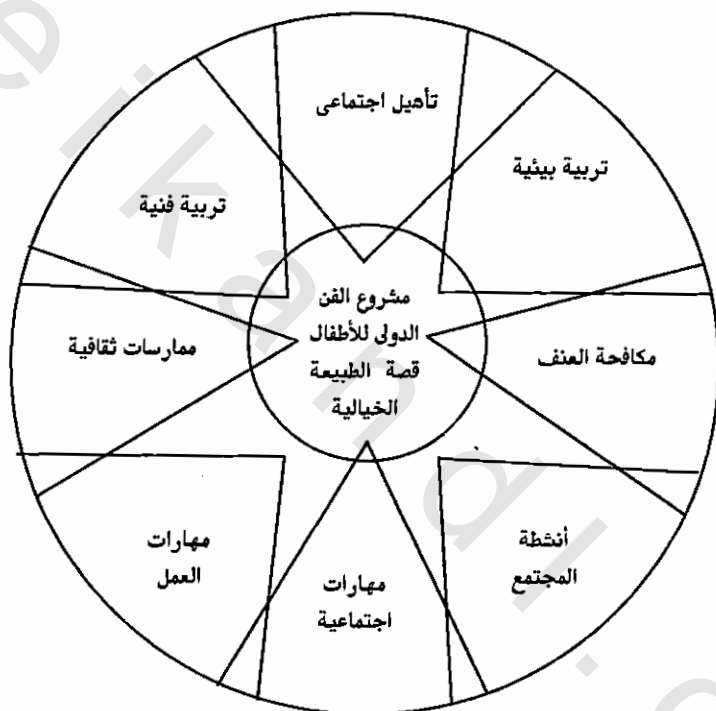 تأهيل اجتماعى
تربية بيئية
تربية فنية
مشروع الفن
الدولى للأطفال
قصة الطبيعة
الخيالية
مكافحة العنف
ممارسات ثقافية
أنشطة
المجتمع
مهارات
اجتماعية
مهارات
العمل